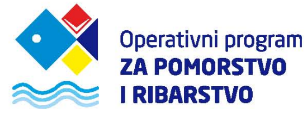 Operativni program
ZA POMORSTVO
I RIBARSTVO